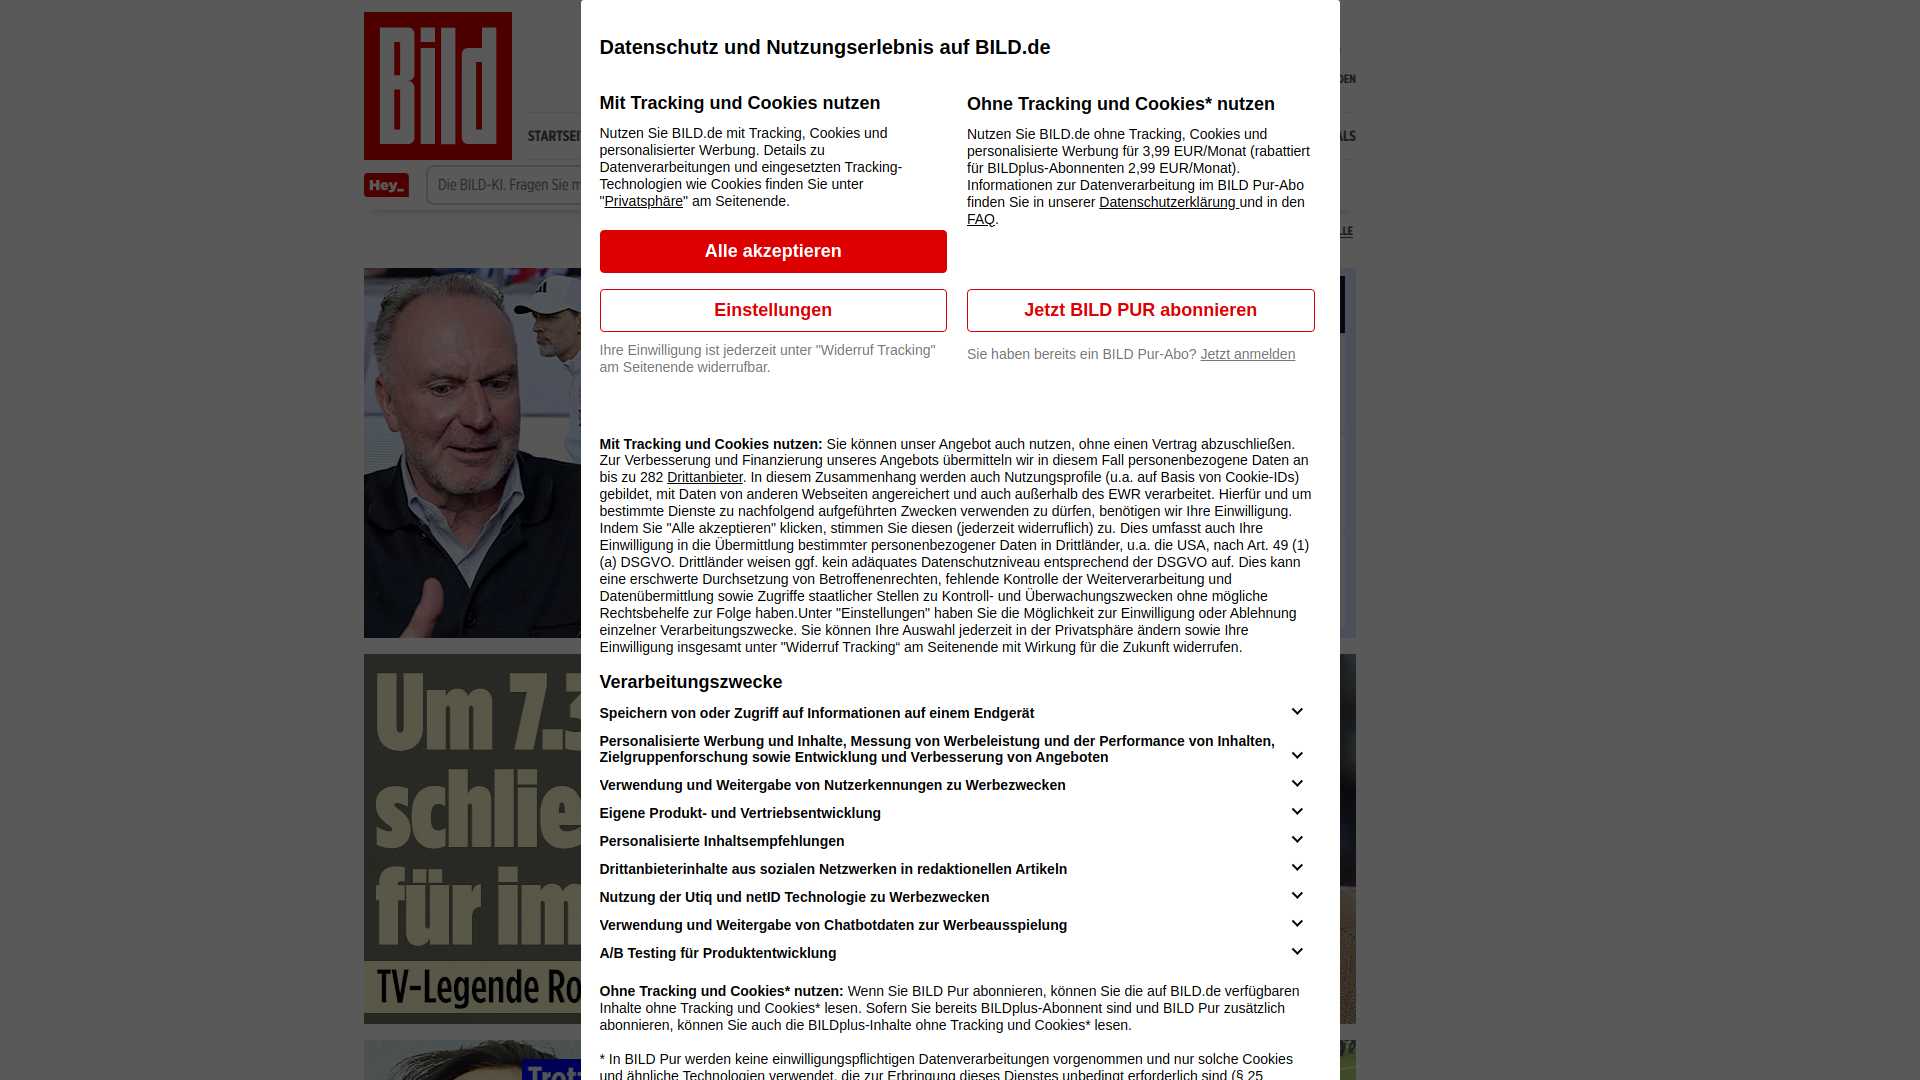 Bild
STARTSEI
Hey_
Die BILD-KI. Fragen Sie m
DEN
ALS
LLE
Datenschutz und Nutzungserlebnis auf BILD.de
Mit Tracking und Cookies nutzen
Nutzen Sie BILD.de mit Tracking, Cookies und
personalisierter Werbung. Details zu
Datenverarbeitungen und eingesetzten Tracking-
Technologien wie Cookies finden Sie unter
"Privatsphäre" am Seitenende.
Alle akzeptieren
Einstellungen
Ihre Einwilligung ist jederzeit unter "Widerruf Tracking"
am Seitenende widerrufbar.
Ohne Tracking und Cookies* nutzen
Nutzen Sie BILD.de ohne Tracking, Cookies und
personalisierte Werbung für 3,99 EUR/Monat (rabattiert
für BILDplus-Abonnenten 2,99 EUR/Monat).
Informationen zur Datenverarbeitung im BILD Pur-Abo
finden Sie in unserer Datenschutzerklärung und in den
FAQ.
Jetzt BILD PUR abonnieren
Sie haben bereits ein BILD Pur-Abo? Jetzt anmelden
Mit Tracking und Cookies nutzen: Sie können unser Angebot auch nutzen, ohne einen Vertrag abzuschließen.
Zur Verbesserung und Finanzierung unseres Angebots übermitteln wir in diesem Fall personenbezogene Daten an
bis zu 282 Drittanbieter. In diesem Zusammenhang werden auch Nutzungsprofile (u.a. auf Basis von Cookie-IDs)
gebildet, mit Daten von anderen Webseiten angereichert und auch außerhalb des EWR verarbeitet. Hierfür und um
bestimmte Dienste zu nachfolgend aufgeführten Zwecken verwenden zu dürfen, benötigen wir Ihre Einwilligung.
Indem Sie "Alle akzeptieren" klicken, stimmen Sie diesen (jederzeit widerruflich) zu. Dies umfasst auch Ihre
Einwilligung in die Übermittlung bestimmter personenbezogener Daten in Drittländer, u.a. die USA, nach Art. 49 (1)
(a) DSGVO. Drittländer weisen ggf. kein adäquates Datenschutzniveau entsprechend der DSGVO auf. Dies kann
eine erschwerte Durchsetzung von Betroffenenrechten, fehlende Kontrolle der Weiterverarbeitung und
Datenübermittlung sowie Zugriffe staatlicher Stellen zu Kontroll- und Überwachungszwecken ohne mögliche
Rechtsbehelfe zur Folge haben.Unter "Einstellungen" haben Sie die Möglichkeit zur Einwilligung oder Ablehnung
einzelner Verarbeitungszwecke. Sie können Ihre Auswahl jederzeit in der Privatsphäre ändern sowie Ihre
Einwilligung insgesamt unter "Widerruf Tracking“ am Seitenende mit Wirkung für die Zukunft widerrufen.
Verarbeitungszwecke
Speichern von oder Zugriff auf Informationen auf einem Endgerät
Personalisierte Werbung und Inhalte, Messung von Werbeleistung und der Performance von Inhalten,
Zielgruppenforschung sowie Entwicklung und Verbesserung von Angeboten
Verwendung und Weitergabe von Nutzerkennungen zu Werbezwecken
Eigene Produkt- und Vertriebsentwicklung
Personalisierte Inhaltsempfehlungen
Drittanbieterinhalte aus sozialen Netzwerken in redaktionellen Artikeln
Nutzung der Utiq und netID Technologie zu Werbezwecken
Verwendung und Weitergabe von Chatbotdaten zur Werbeausspielung
A/B Testing für Produktentwicklung
Ohne Tracking und Cookies* nutzen: Wenn Sie BILD Pur abonnieren, können Sie die auf BILD.de verfügbaren
Inhalte ohne Tracking und Cookies* lesen. Sofern Sie bereits BILDplus-Abonnent sind und BILD Pur zusätzlich
abonnieren, können Sie auch die BILDplus-Inhalte ohne Tracking und Cookies* lesen.
* In BILD Pur werden keine einwilligungspflichtigen Datenverarbeitungen vorgenommen und nur solche Cookies
und ähnliche Technologien verwendet, die zur Erbringung dieses Dienstes unbedingt erforderlich sind (§ 25
Um 7.3
schlie
für im
TV-Legende Ro
Trotz